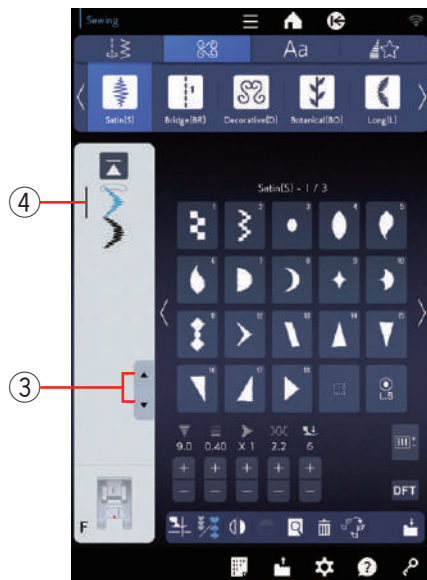 Sewing
Aa
Satin(S) Bridge(BR) Decorative(D) Botanical(BO) Long(L)
4
Satin(S) - 1 / 3
1 2 3 4 5
6 7 8 9 10
11 12 13 14 15
16 17 18 L.S
3
9.0 0.40 X 1 2.2 6
+ + + + +
− − − − −
DFT
F
?